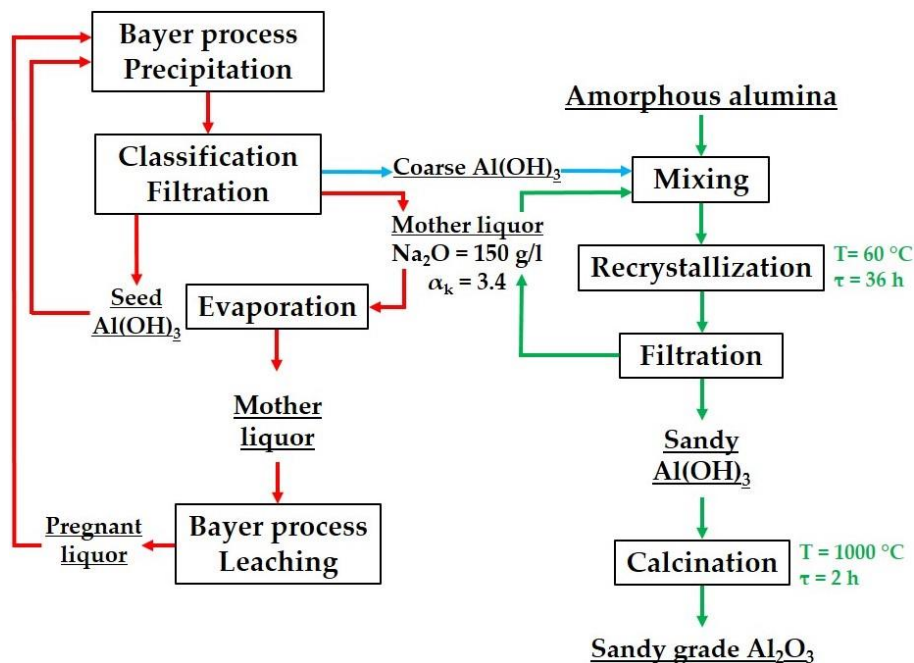 Bayer process
Precipitation
Classification
Filtration
Seed
Al(OH)₃
Coarse Al(OH)₃
Mother liquor
Na₂O = 150 g/l
αₖ = 3.4
Evaporation
Mother
liquor
Bayer process
Leaching
Pregnant
liquor
Amorphous alumina
Mixing
Recrystallization
T= 60 °C
τ = 36 h
Filtration
Sandy
Al(OH)₃
Calcination
T = 1000 °C
τ = 2 h
Sandy grade Al₂O₃